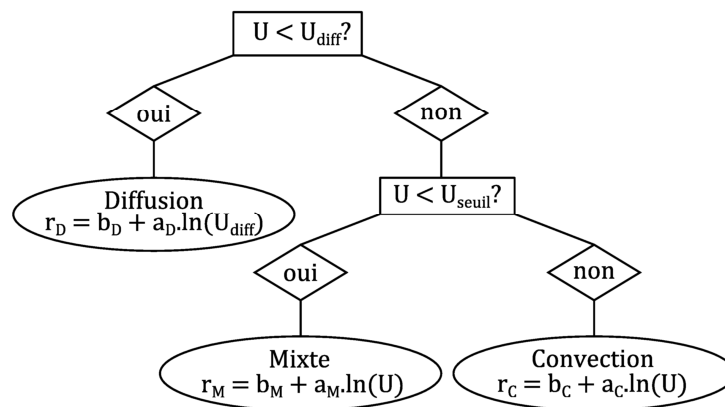 U < U_diff?
oui
non
Diffusion
r_D = b_D + a_D.ln(U_diff)
U < U_seuil?
oui
non
Mixte
r_M = b_M + a_M.ln(U)
Convection
r_C = b_C + a_C.ln(U)